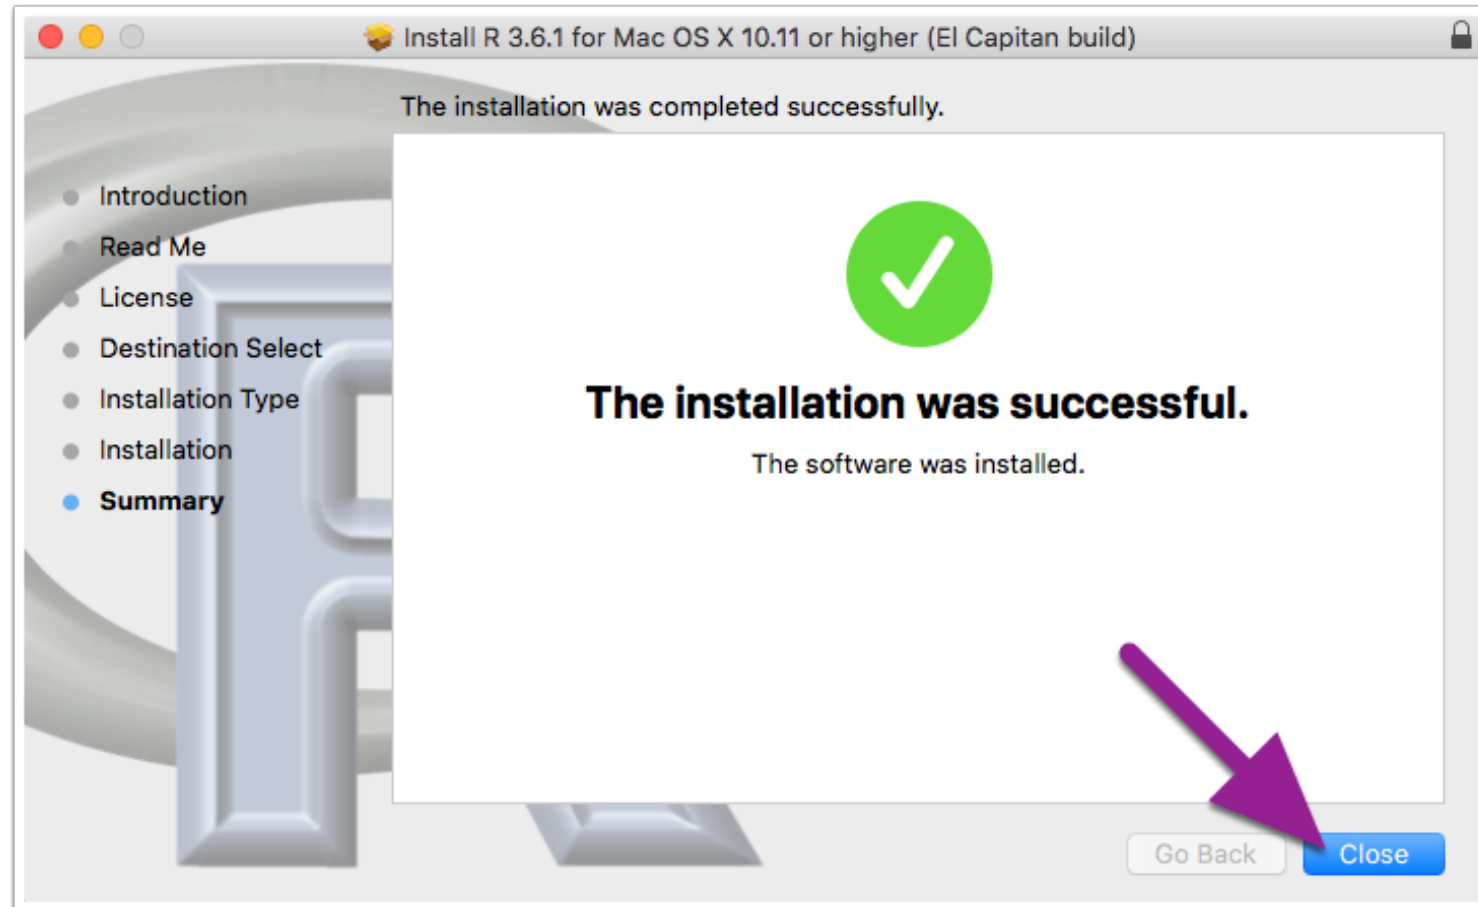 Install R 3.6.1 for Mac OS X 10.11 or higher (El Capitan build)
The installation was completed successfully.
Introduction
Read Me
License
Destination Select
Installation Type
Installation
Summary
The installation was successful.
The software was installed.
Go Back
Close